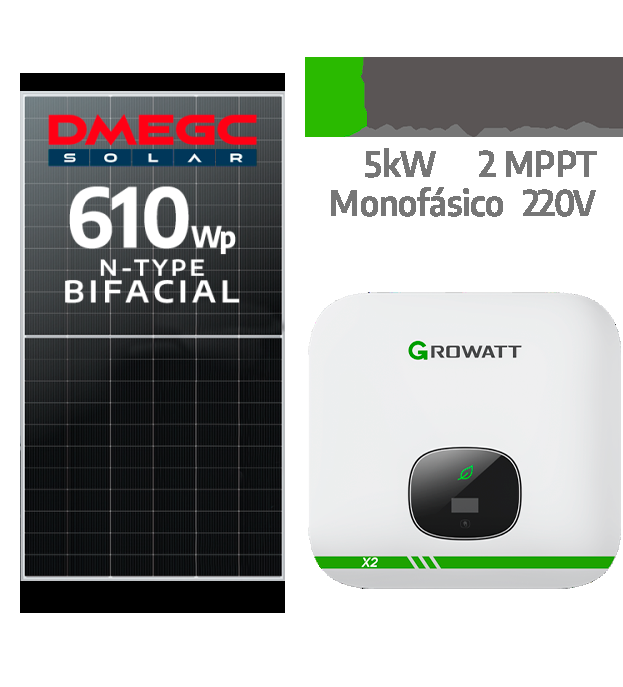 DMEGC
SOLAR
610Wp
N-TYPE
BIFACIAL
5kW 2 MPPT
Monofásico 220V
GROWATT
X2